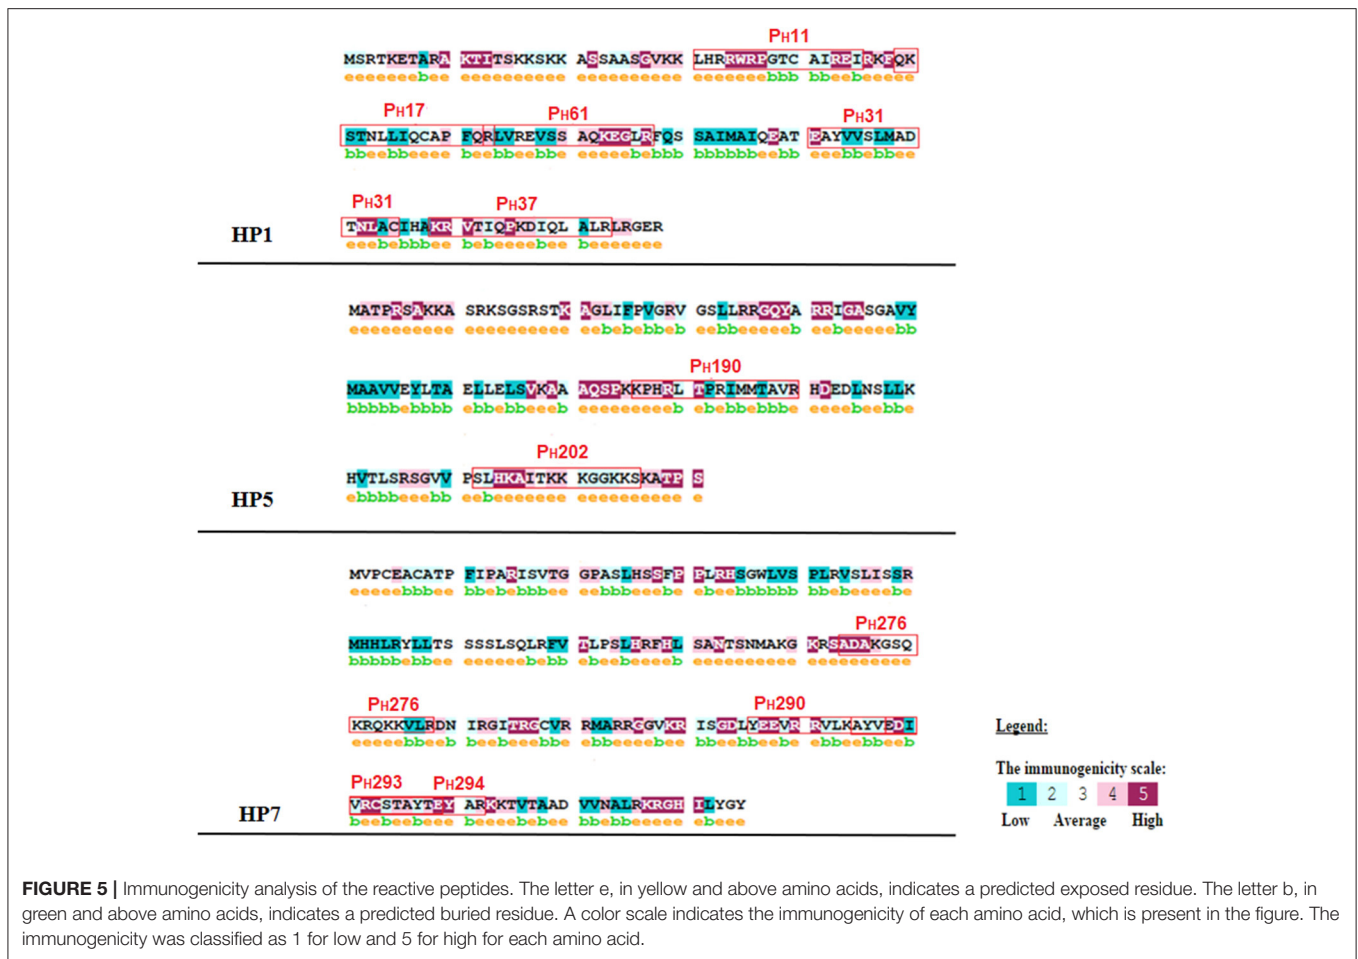 PH11
MSRTKETARA KTITSKKSKK ASSAASGVKK LHRRWRPGTC AIREIRKFQK
eeeeeeebee eeeeeeeeee eeeeeeeeee eeeeeeebbb bbeebeeeee
PH17 PH61 PH31
STNLLIQCAP FQRLVREVSS AQKEGLRFQS SAIMAIQEAT EAYVVSLMAD
bbeebbeeee beebbeebbe eeeeeebebbb bbbbbbeebb eeebbebbee
PH31 PH37
TNLACIHAKR VTIQPKDIQL ALRLRGER
eeebebbbee bebeeeebee beeeeeee
HP1
MATPRSAKKA SRKSGSRSTK AGLIFPVGRV GSLLRRGQYA RRIGASGAVY
eeeeeeeeee eeeeeeeeee eebebebbeb eebbeeeeeb eebeeeeebb
PH190
MAAVVEYLTA ELLELSVKAA AQSPKKPHRL TPRIMMTAVR HDEDLNSLLK
bbbbbebbbb ebbebbeeeb eeeeeeeeeb ebebbebbbe eeeebeebbe
PH202
HVTLSRSGVV PSLHKAITKK KGGKKSKATP S
ebbbbeeebb eebeeeeeee eeeeeeeeee e
HP5
MVPCEACATP FIPARISVTG GPASLHSSFP PLRHSGWLVS PLRVSLISSR
eeeeebbbee bbebebbbee eebbbeeebe ebeebbbbbb bbebeeeebe
PH276
MHHLRYLLTS SSSLSQLRFV TLPSLHRFHL SANTSNMAKG KRSADAKGSQ
bbbbbebbee eeeeeebebb ebebeeeebb eeeeeeeeee eeeeeeeeee
PH276 PH290
KRQKKVLRDN IRGITRGCVR RMARRGGVKR ISGDLYEEVR RVLKAYVEDI
eeeeebbeeb beebeeebbe ebbeeeebee bbeebbeebe ebbeebbeeb
PH293 PH294
VRCSTAYTEY ARKKTVTAAD VVNALRKRGH ILYGY
beebeebeee bbeeebebee bbebbeeeee ebeee
HP7
Legend:
The immunogenicity scale:
1 2 3 4 5
Low Average High
FIGURE 5 | Immunogenicity analysis of the reactive peptides. The letter e, in yellow and above amino acids, indicates a predicted exposed residue. The letter b, in
green and above amino acids, indicates a predicted buried residue. A color scale indicates the immunogenicity of each amino acid, which is present in the figure. The
immunogenicity was classified as 1 for low and 5 for high for each amino acid.